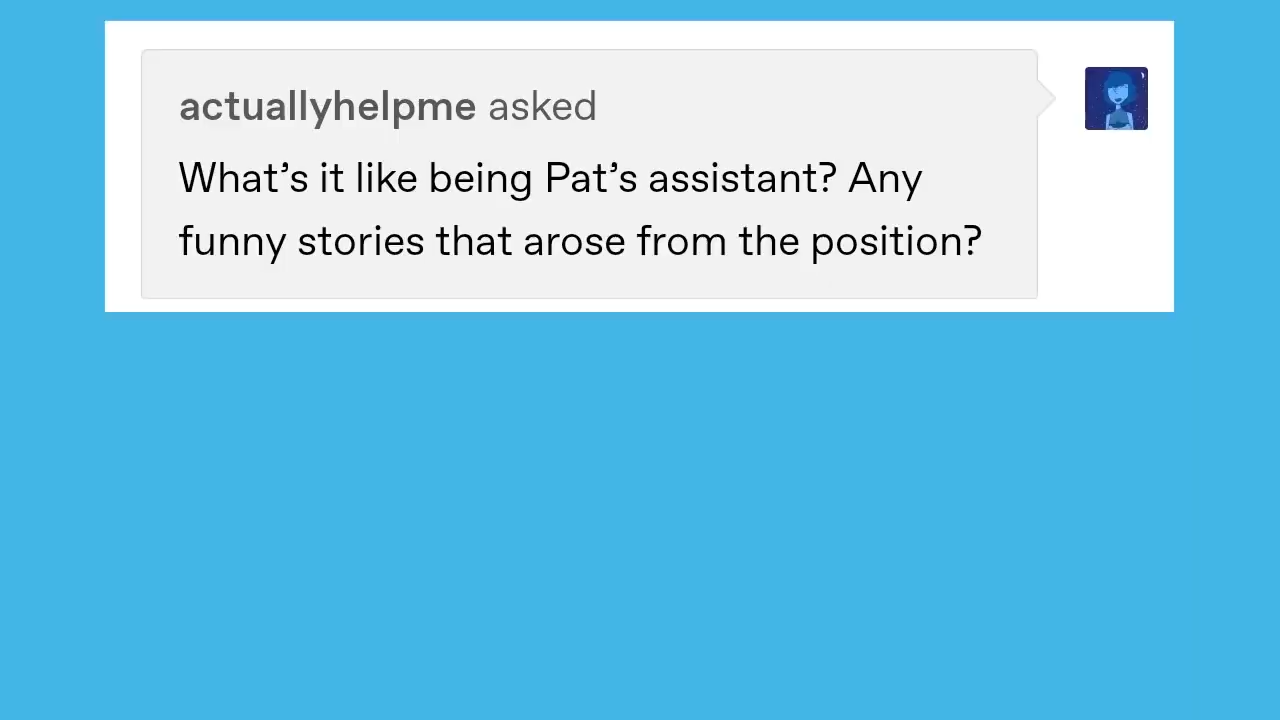 actuallyhelpme asked
What’s it like being Pat’s assistant? Any
funny stories that arose from the position?